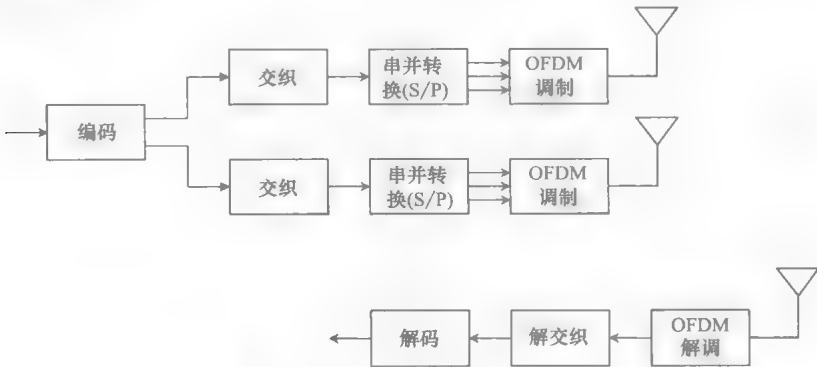 编码
交织
串并转
换(S/P)
OFDM
调制
交织
串并转
换(S/P)
OFDM
调制
解码
解交织
OFDM
解调